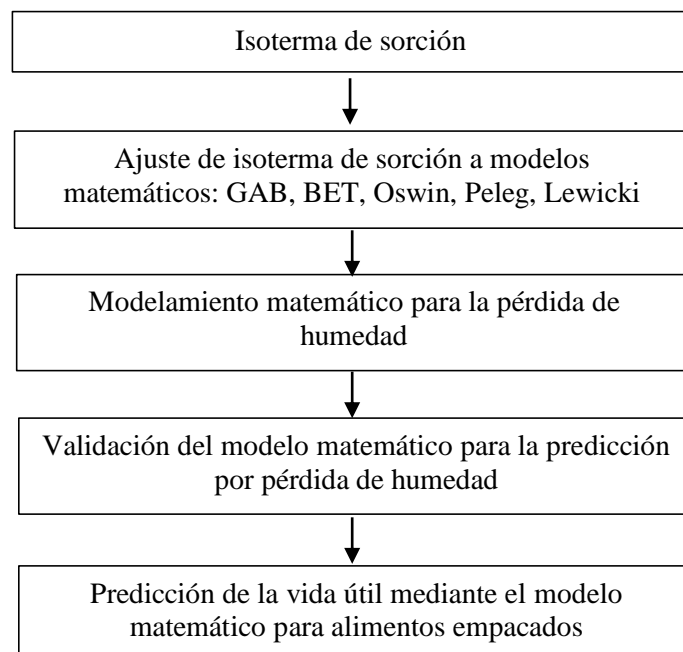 Isoterma de sorción
Ajuste de isoterma de sorción a modelos
matemáticos: GAB, BET, Oswin, Peleg, Lewicki
Modelamiento matemático para la pérdida de
humedad
Validación del modelo matemático para la predicción
por pérdida de humedad
Predicción de la vida útil mediante el modelo
matemático para alimentos empacados